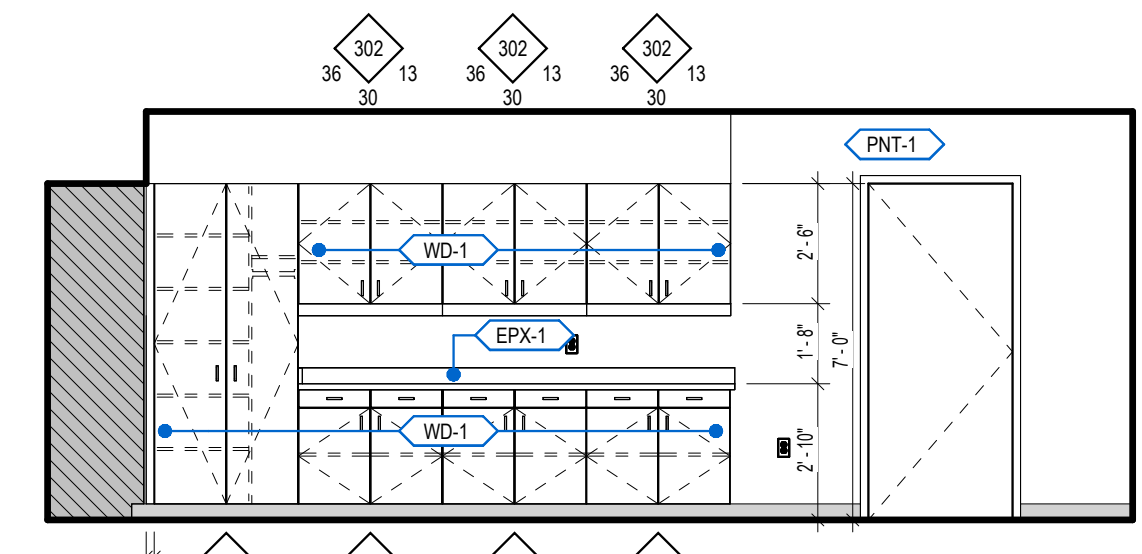 302 302 302
36 13 36 13 36 13
30 30 30
PNT-1
WD-1
2' - 6"
EPX-1
1' - 8"
7' - 0"
WD-1
2' - 10"